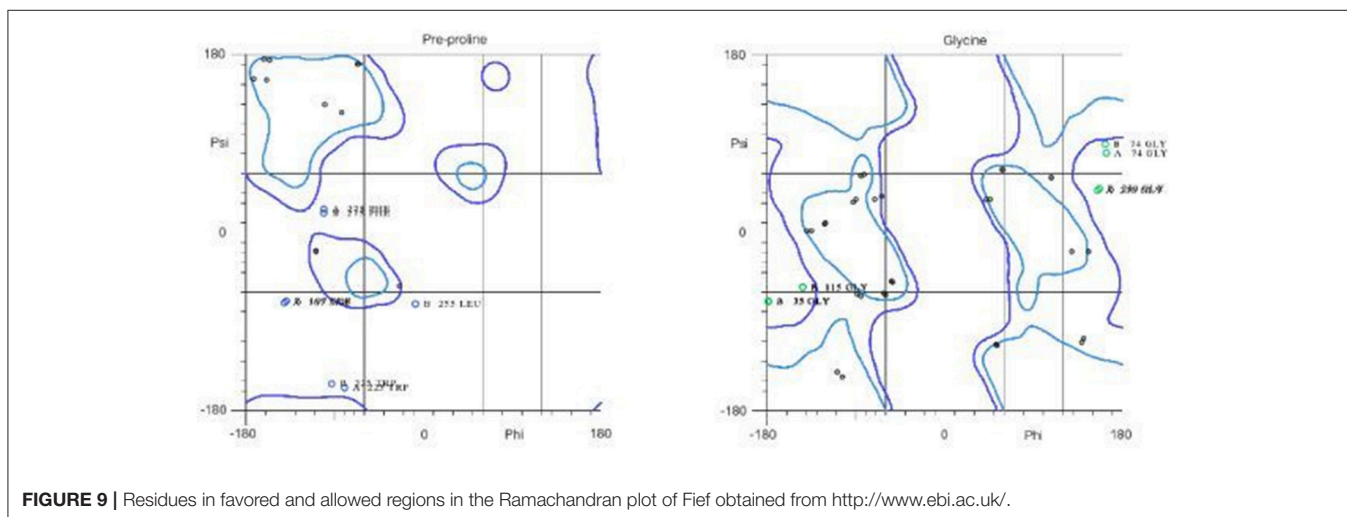 Pre-proline
180
Psi
0
B 255 LEU
A 225 TRP
-180
-180 0 Phi 180
Glycine
180
Psi
B 74 GLY
A 74 GLY
0
115 GLY
35 GLY
-180
-180 0 Phi 180
FIGURE 9 | Residues in favored and allowed regions in the Ramachandran plot of Fief obtained from http://www.ebi.ac.uk/.